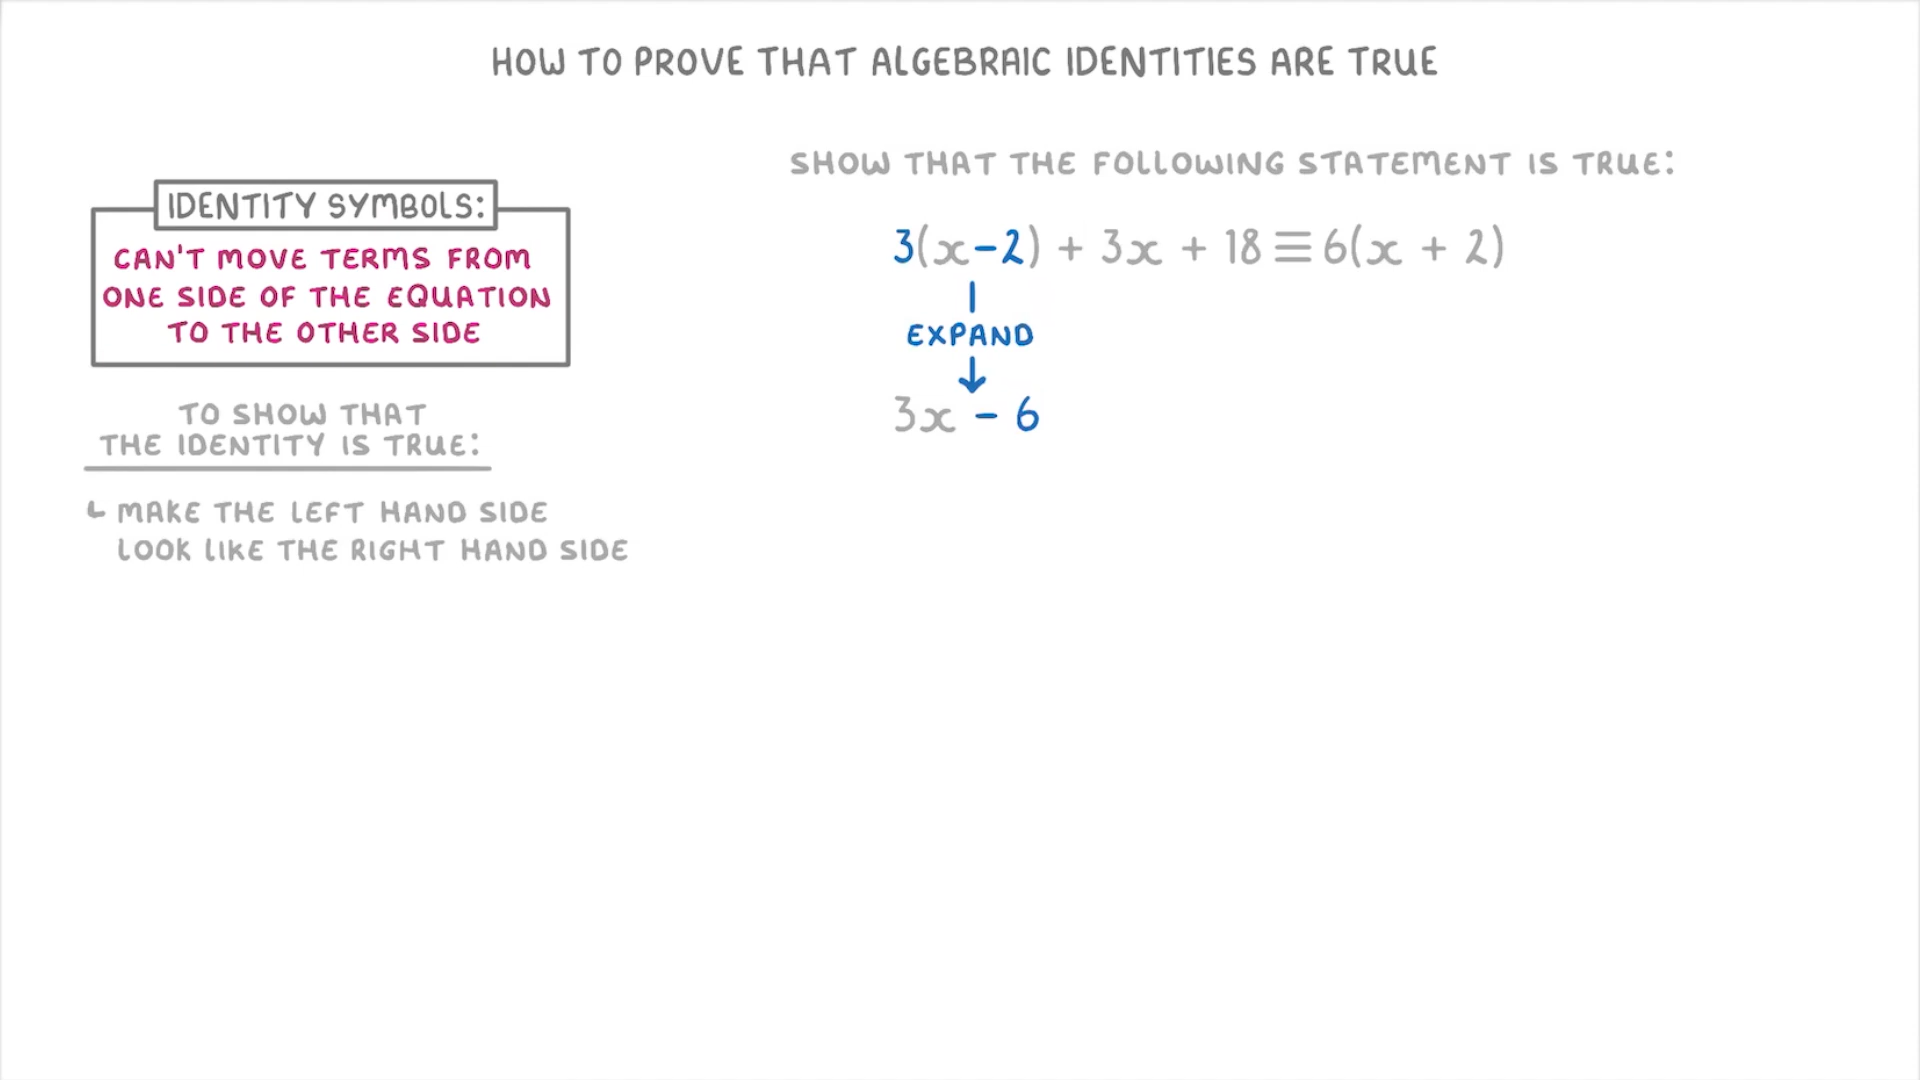 HOW TO PROVE THAT ALGEBRAIC IDENTITIES ARE TRUE
IDENTITY SYMBOLS:
CAN'T MOVE TERMS FROM
ONE SIDE OF THE EQUATION
TO THE OTHER SIDE
TO SHOW THAT
THE IDENTITY IS TRUE:
↳ MAKE THE LEFT HAND SIDE
LOOK LIKE THE RIGHT HAND SIDE
SHOW THAT THE FOLLOWING STATEMENT IS TRUE:
3(x-2) + 3x + 18 ≡ 6(x + 2)
EXPAND
3x - 6